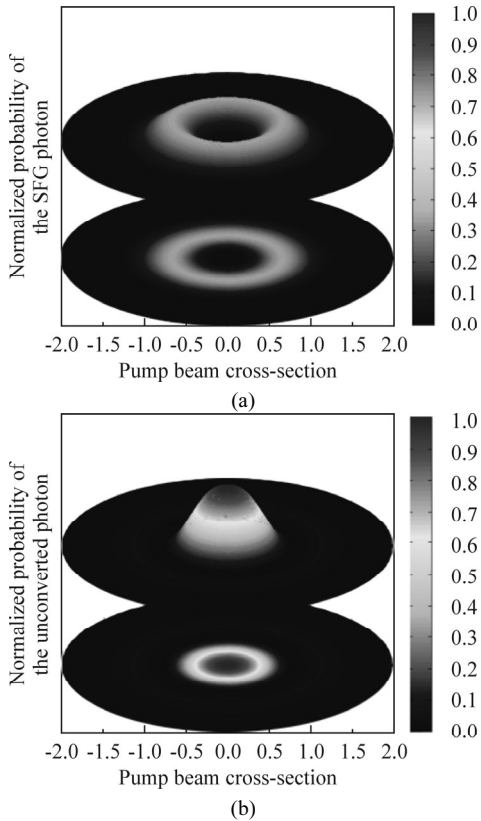 Normalized probability of
the SFG photon
1.0
0.9
0.8
0.7
0.6
0.5
0.4
0.3
0.2
0.1
0.0
-2.0 -1.5 -1.0 -0.5 0.0 0.5 1.0 1.5 2.0
Pump beam cross-section
(a)
Normalized probability of
the unconverted photon
1.0
0.9
0.8
0.7
0.6
0.5
0.4
0.3
0.2
0.1
0.0
-2.0 -1.5 -1.0 -0.5 0.0 0.5 1.0 1.5 2.0
Pump beam cross-section
(b)